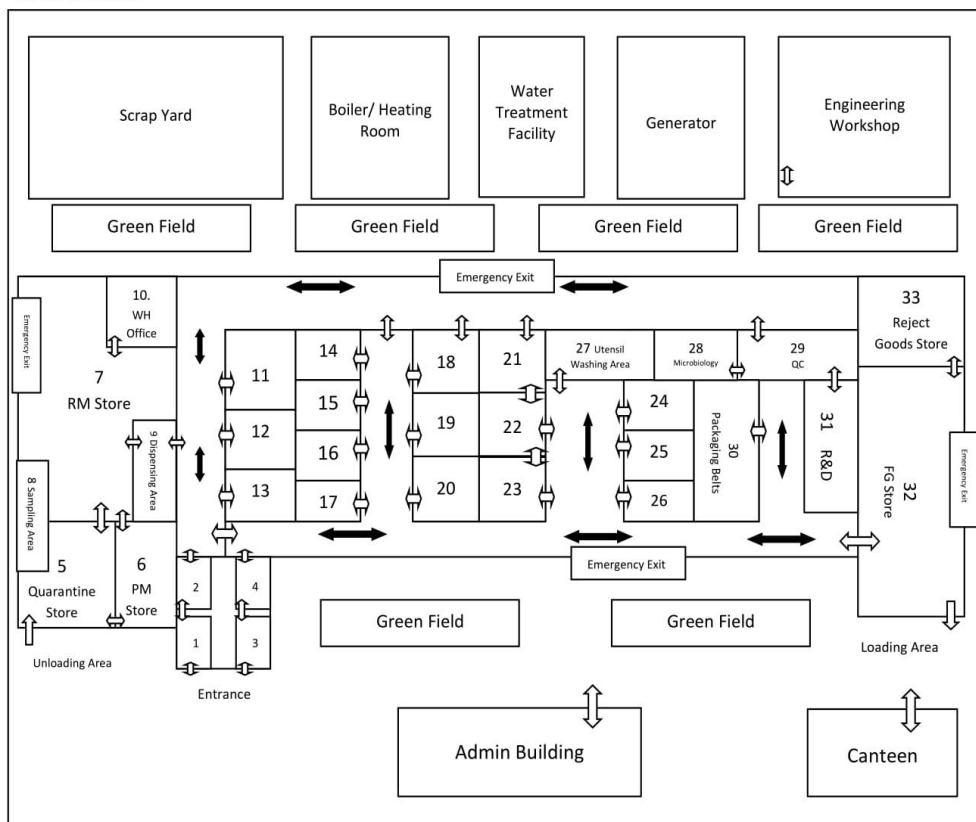 Scrap Yard
Boiler/ Heating
Room
Water
Treatment
Facility
Generator
Engineering
Workshop
Green Field
Green Field
Green Field
Green Field
Emergency Exit
Emergency Exit
10.
WH
Office
7
RM Store
9 Dispensing Area
8 Sampling Area
5
Quarantine
Store
6
PM
Store
Unloading Area
2
4
1
3
Entrance
11
12
13
14
15
16
17
18
19
20
21
22
23
27 Utensil
Washing Area
28
Microbiology
29
QC
24
25
26
30
Packaging Belts
31
R&D
33
Reject
Goods Store
32
FG Store
Emergency Exit
Emergency Exit
Loading Area
Green Field
Green Field
Admin Building
Canteen